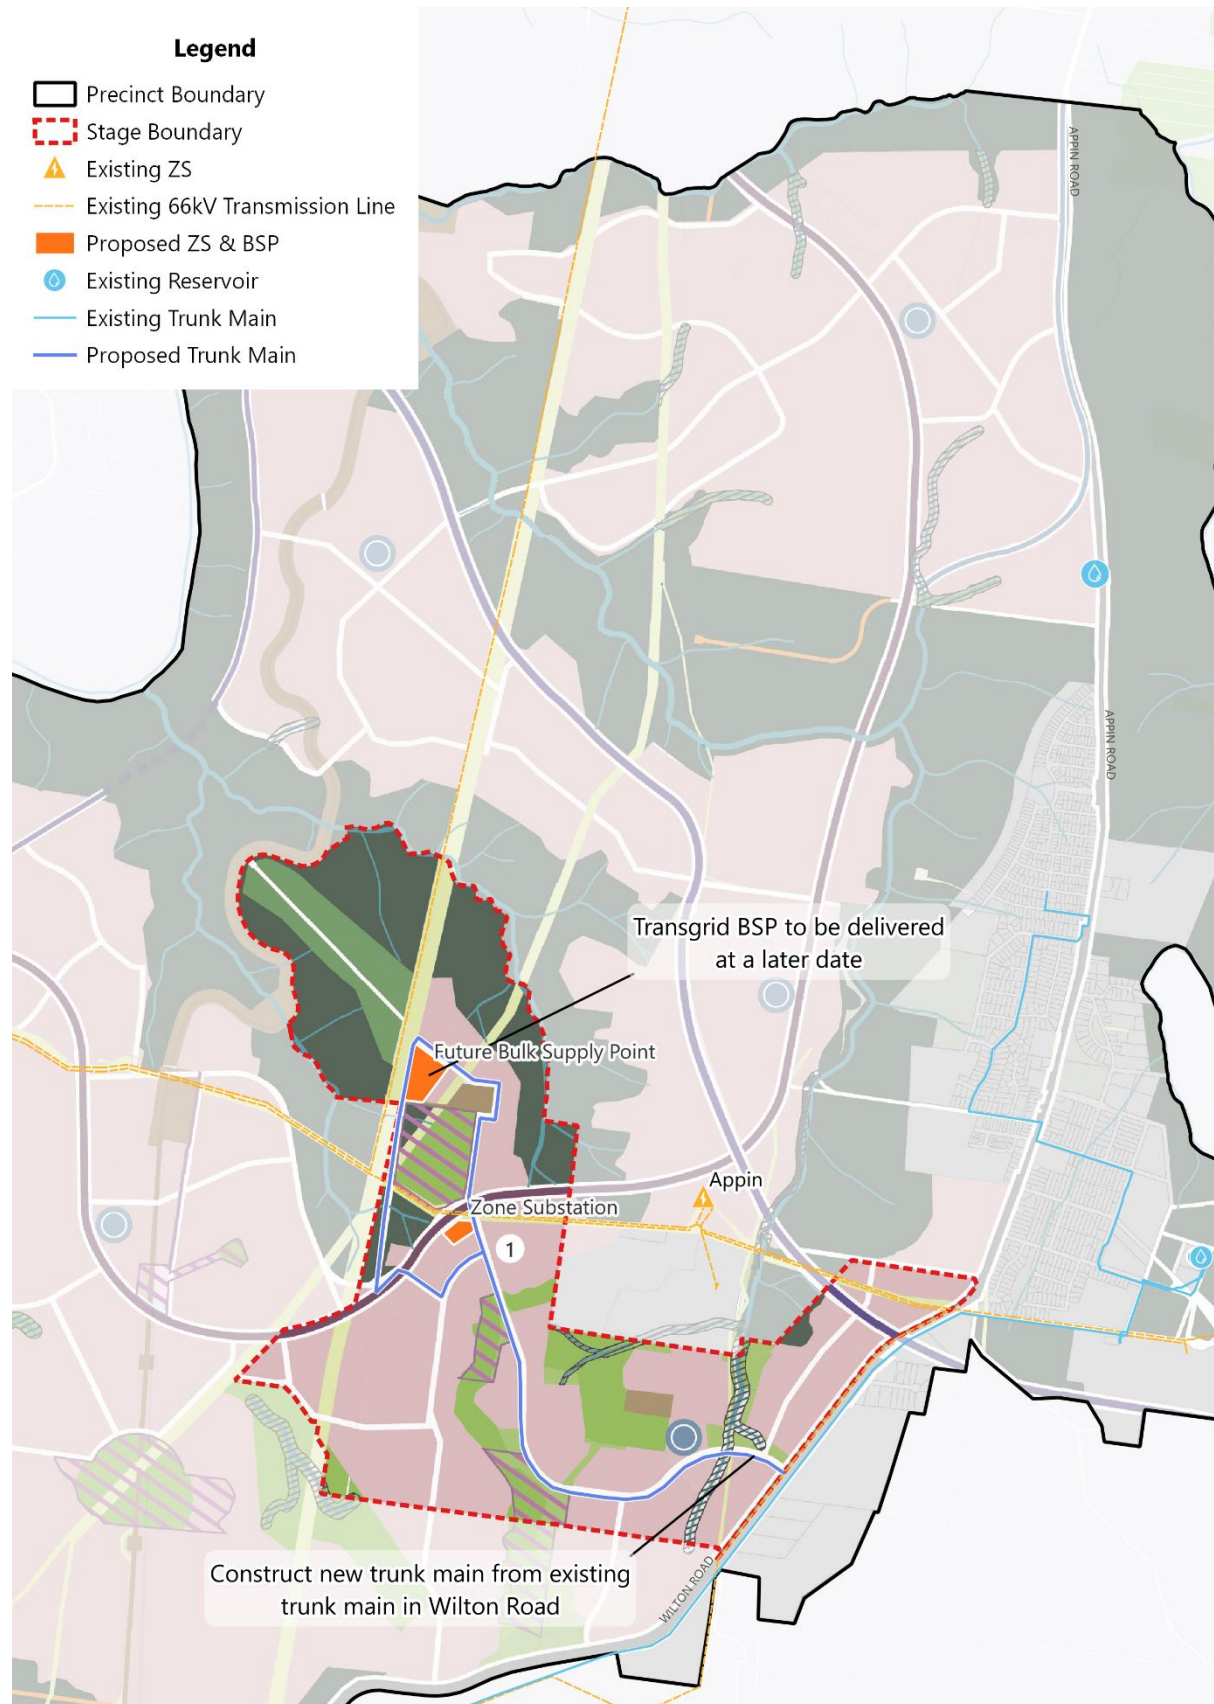 Legend
Precinct Boundary
Stage Boundary
Existing ZS
Existing 66kV Transmission Line
Proposed ZS & BSP
Existing Reservoir
Existing Trunk Main
Proposed Trunk Main
APPIN ROAD
APPIN ROAD
Transgrid BSP to be delivered
at a later date
Future Bulk Supply Point
Appin
Zone Substation
1
Construct new trunk main from existing
trunk main in Wilton Road
WILTON ROAD